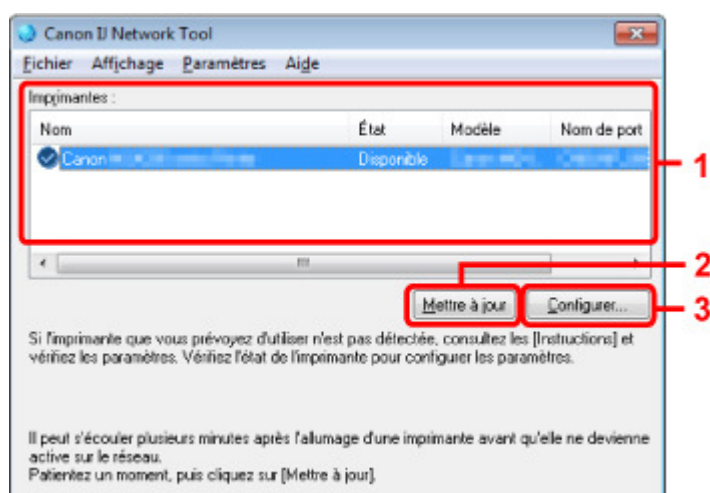 Canon IJ Network Tool
Fichier Affichage Paramètres Aide
Imprimantes :
Nom État Modèle Nom de port
Canon Disponible
1
2
Mettre à jour Configurer...
3
Si l'imprimante que vous prévoyez d'utiliser n'est pas détectée, consultez les [Instructions] et
vérifiez les paramètres. Vérifiez l'état de l'imprimante pour configurer les paramètres.
Il peut s'écouler plusieurs minutes après l'allumage d'une imprimante avant qu'elle ne devienne
active sur le réseau.
Patientez un moment, puis cliquez sur [Mettre à jour].